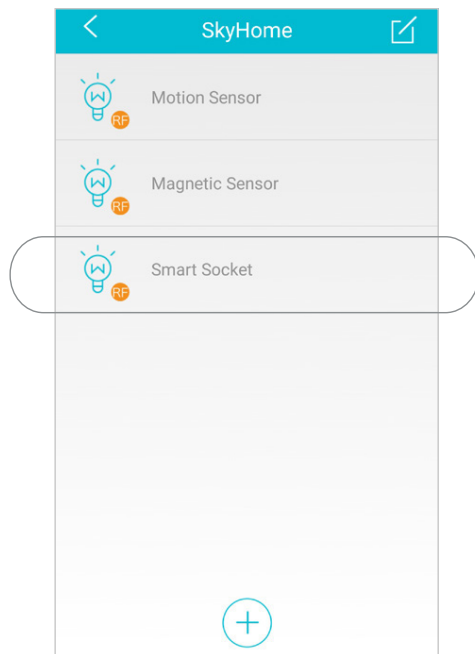 SkyHome
Motion Sensor
RF
Magnetic Sensor
RF
Smart Socket
RF